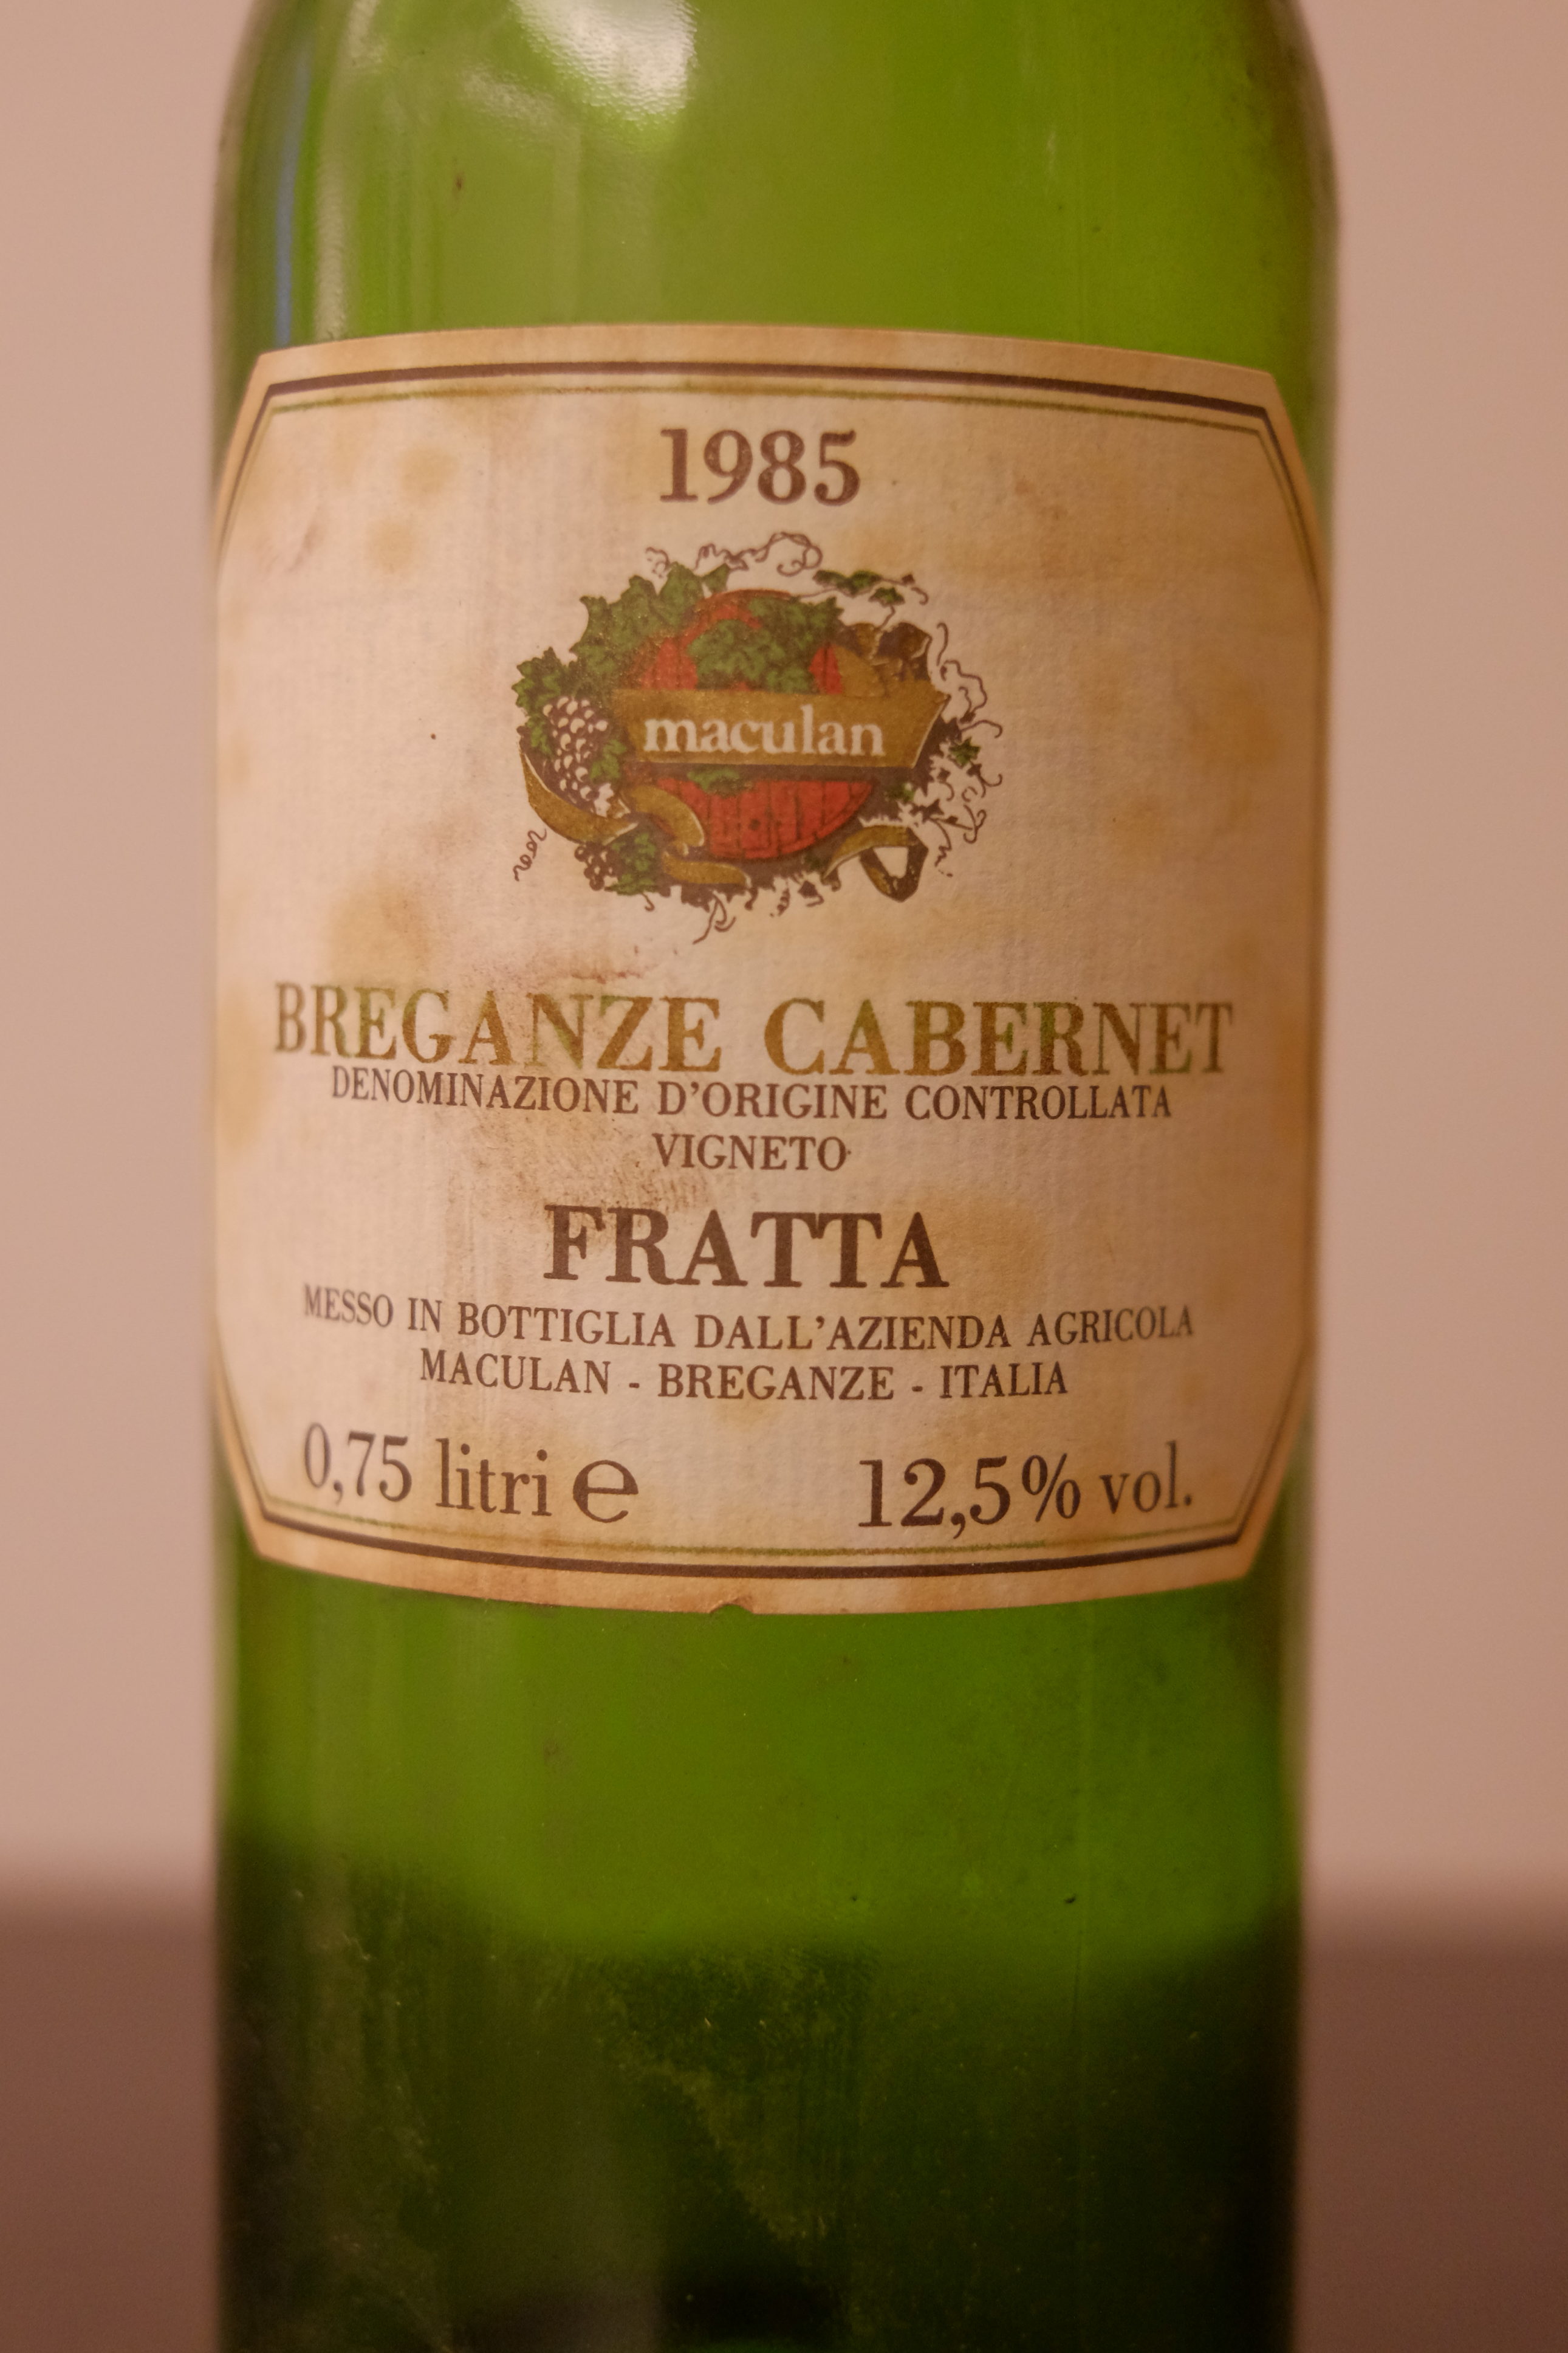 1985
maculan
BREGANZE CABERNET
DENOMINAZIONE D'ORIGINE CONTROLLATA
VIGNETO
FRATTA
MESSO IN BOTTIGLIA DALL'AZIENDA AGRICOLA
MACULAN - BREGANZE - ITALIA
0,75 litri e 12,5% vol.